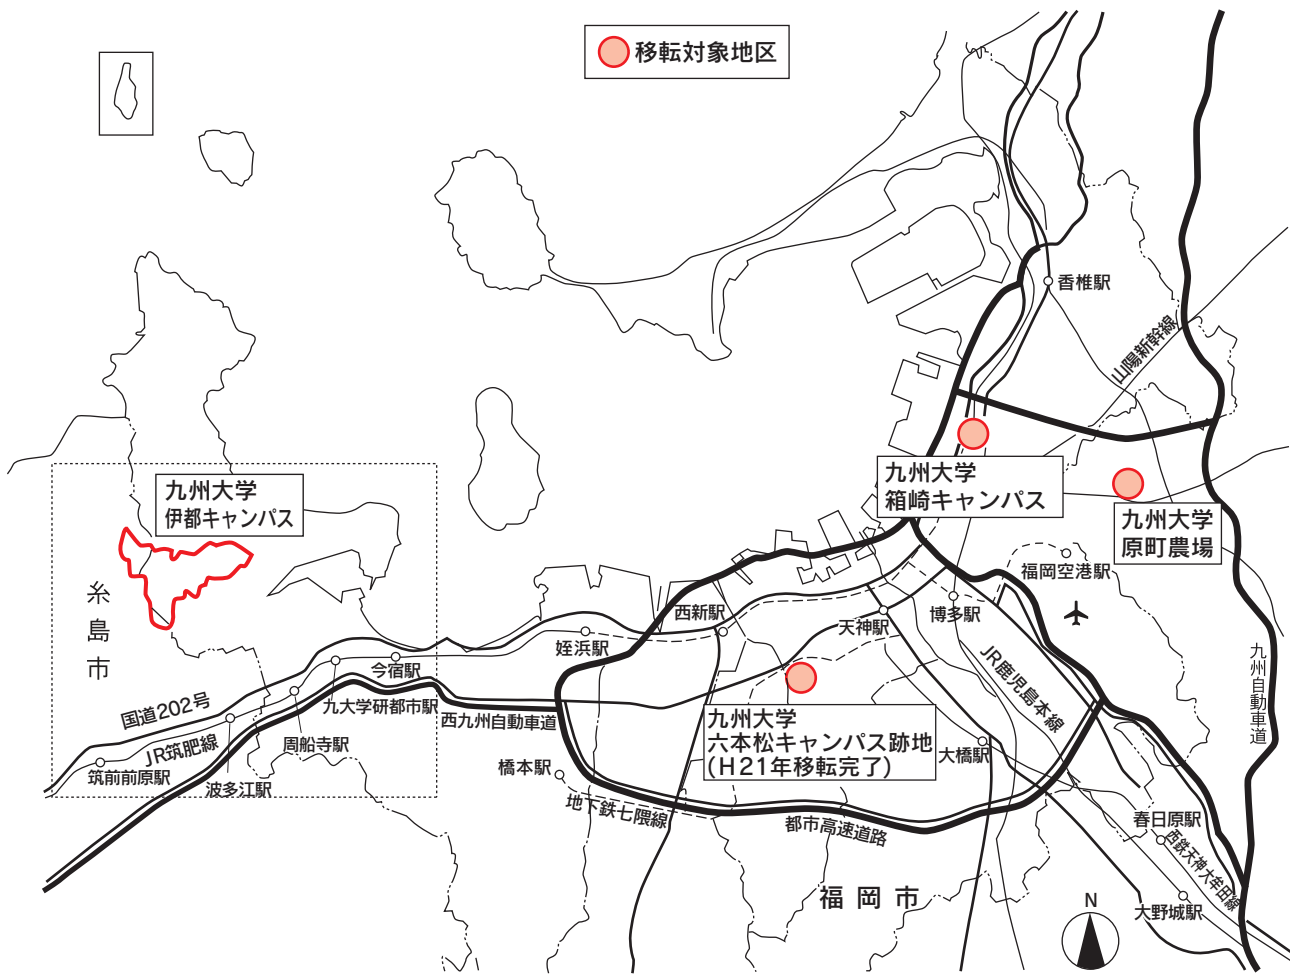 移転対象地区
香椎駅
山陽新幹線
九州大学
箱崎キャンパス
九州大学
原町農場
九州大学
伊都キャンパス
福岡空港駅
糸島市
西新駅
天神駅
博多駅
姪浜駅
今宿駅
JR鹿児島本線
九州自動車道
国道202号
九大学研都市駅
西九州自動車道
九州大学
六本松キャンパス跡地
(H21年移転完了)
JR筑肥線
周船寺駅
大橋駅
筑前前原駅
波多江駅
橋本駅
地下鉄七隈線
都市高速道路
春日原駅
西鉄天神大牟田線
福岡市
大野城駅
N